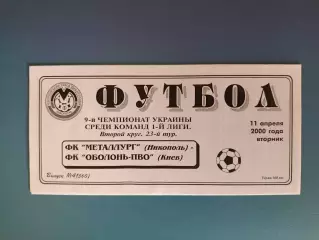 ФУТБОЛ
9-й ЧЕМПИОНАТ УКРАИНЫ
СРЕДИ КОМАНД 1-Й ЛИГИ.
Второй круг. 23-й тур.
11 апреля
2000 года
вторник
ФК "МЕТАЛЛУРГ" (Никополь) -
ФК "ОБОЛОНЬ-ПВО" (Киев)